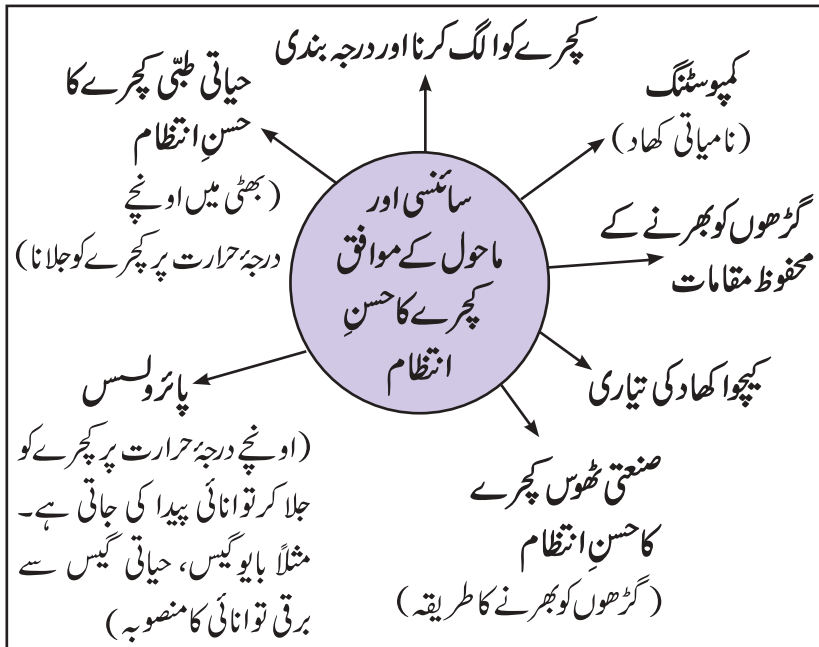 کچرے کو الگ کرنا اور درجہ بندی
کمپوسٹنگ
(نامیاتی کھاد)
گڑھوں کو بھرنے کے
محفوظ مقامات
کیچوا کھاد کی تیاری
صنعتی ٹھوس کچرے
کا حسنِ انتظام
(گڑھوں کو بھرنے کا طریقہ)
حیاتی طبّی کچرے کا
حسنِ انتظام
(بھٹی میں اونچے
درجۂ حرارت پر کچرے کو جلانا)
پائرولسس
(اونچے درجۂ حرارت پر کچرے کو
جلا کر توانائی پیدا کی جاتی ہے۔
مثلاً بایوگیس، حیاتی گیس سے
برقی توانائی کا منصوبہ)
سائنسی اور
ماحول کے موافق
کچرے کا حسنِ
انتظام